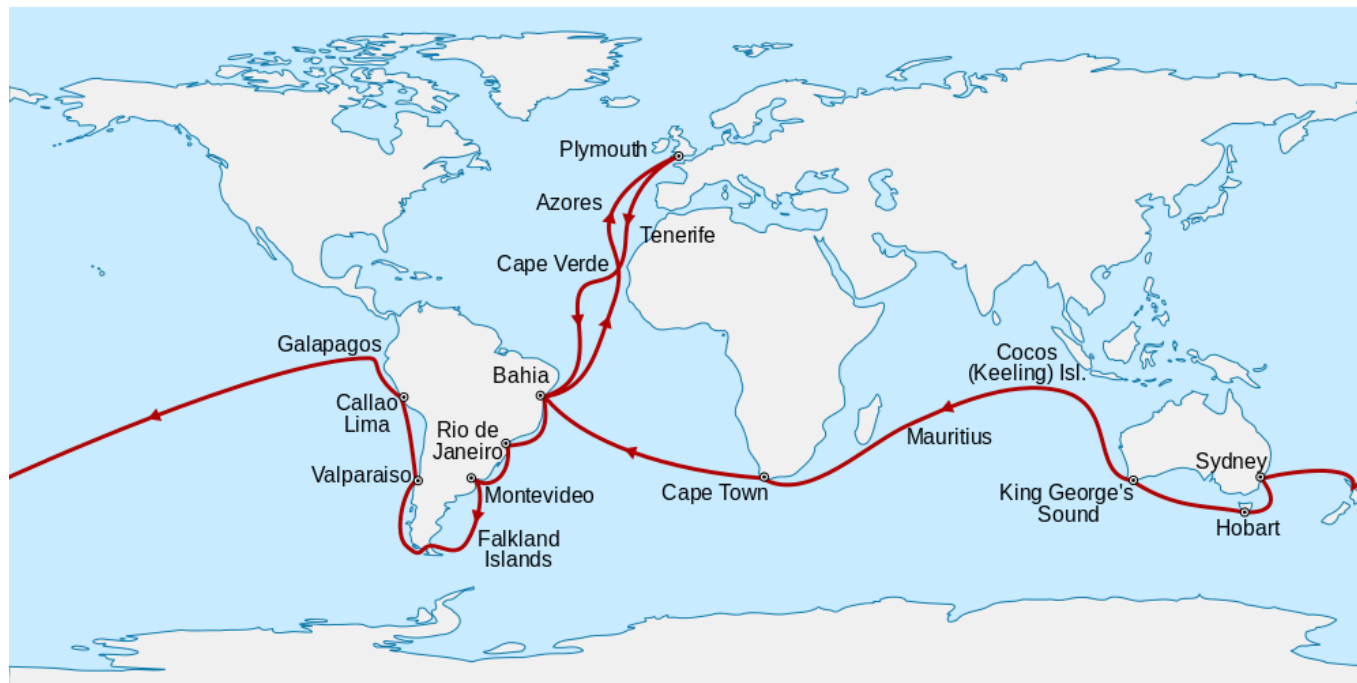 Plymouth
Azores
Tenerife
Cape Verde
Galapagos
Cocos
(Keeling) Isl.
Bahia
Callao
Lima
Rio de
Janeiro
Mauritius
Sydney
Valparaiso
Montevideo
Cape Town
King George's
Sound
Hobart
Falkland
Islands